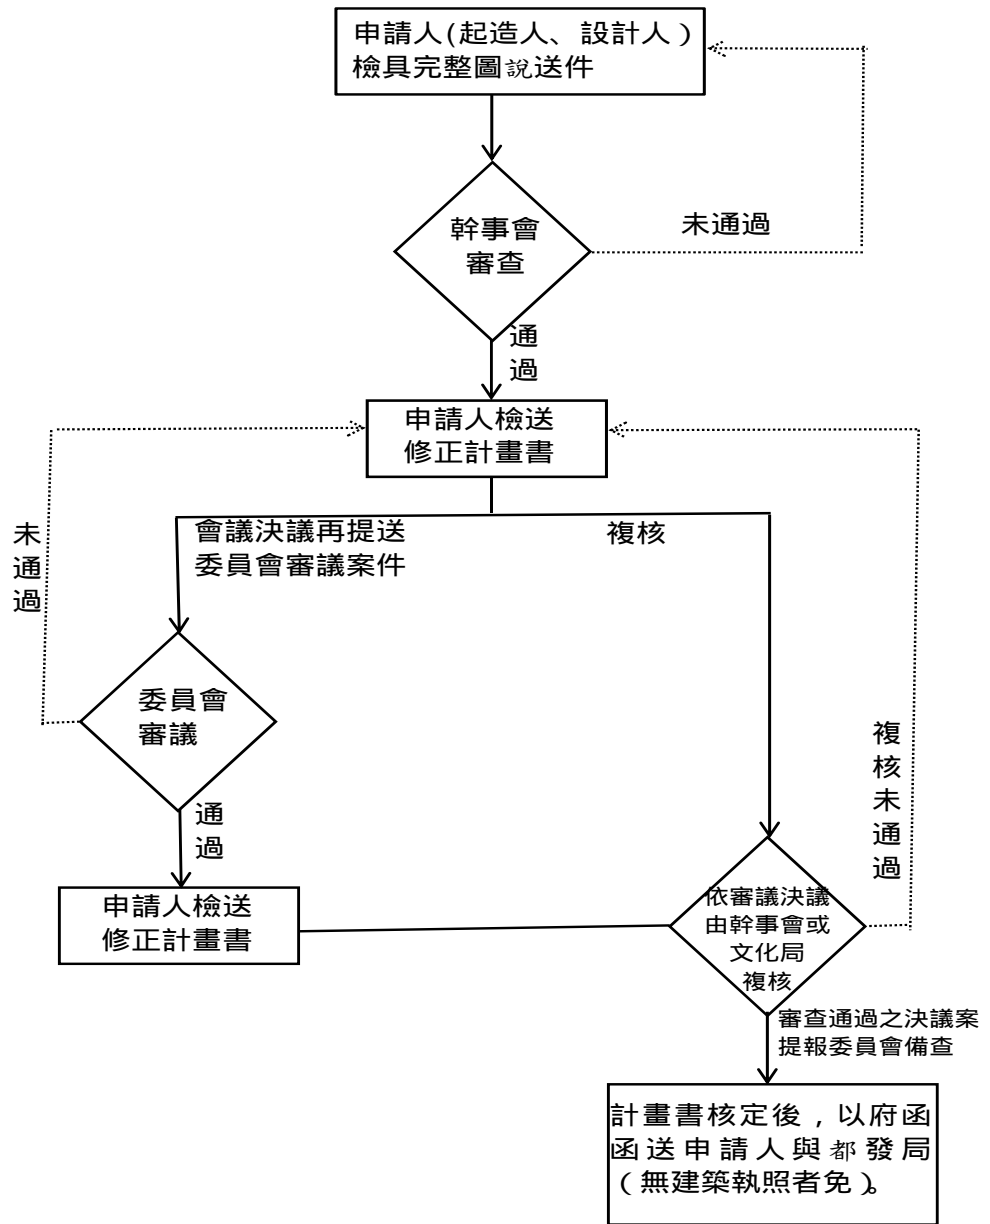 申請人(起造人、設計人)
檢具完整圖說送件
幹事會
審查
未通過
通
過
申請人檢送
修正計畫書
會議決議再提送
委員會審議案件
複核
未
通
過
委員會
審議
通
過
複
核
未
通
過
申請人檢送
修正計畫書
依審議決議
由幹事會或
文化局
複核
審查通過之決議案
提報委員會備查
計畫書核定後，以府函
函送申請人與都發局
(無建築執照者免)。